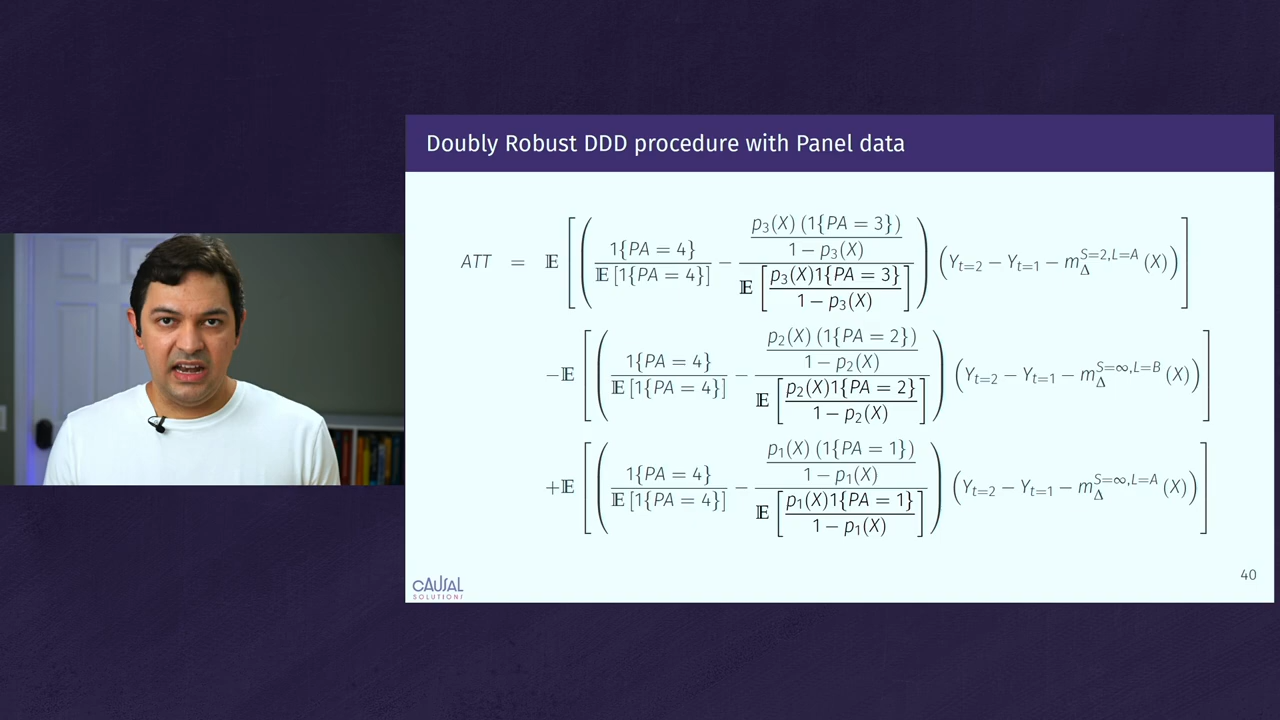 Doubly Robust DDD procedure with Panel data
ATT = 𝔼 [ ( 1{PA = 4} / 𝔼 [1{PA = 4}] − ( p₃(X) (1{PA = 3}) / 1 − p₃(X) ) / 𝔼 [ p₃(X)1{PA = 3} / 1 − p₃(X) ] ) ( Y_{t=2} − Y_{t=1} − m_Δ^{S=2,L=A} (X) ) ]
−𝔼 [ ( 1{PA = 4} / 𝔼 [1{PA = 4}] − ( p₂(X) (1{PA = 2}) / 1 − p₂(X) ) / 𝔼 [ p₂(X)1{PA = 2} / 1 − p₂(X) ] ) ( Y_{t=2} − Y_{t=1} − m_Δ^{S=∞,L=B} (X) ) ]
+𝔼 [ ( 1{PA = 4} / 𝔼 [1{PA = 4}] − ( p₁(X) (1{PA = 1}) / 1 − p₁(X) ) / 𝔼 [ p₁(X)1{PA = 1} / 1 − p₁(X) ] ) ( Y_{t=2} − Y_{t=1} − m_Δ^{S=∞,L=A} (X) ) ]
40
CAUSAL
SOLUTIONS